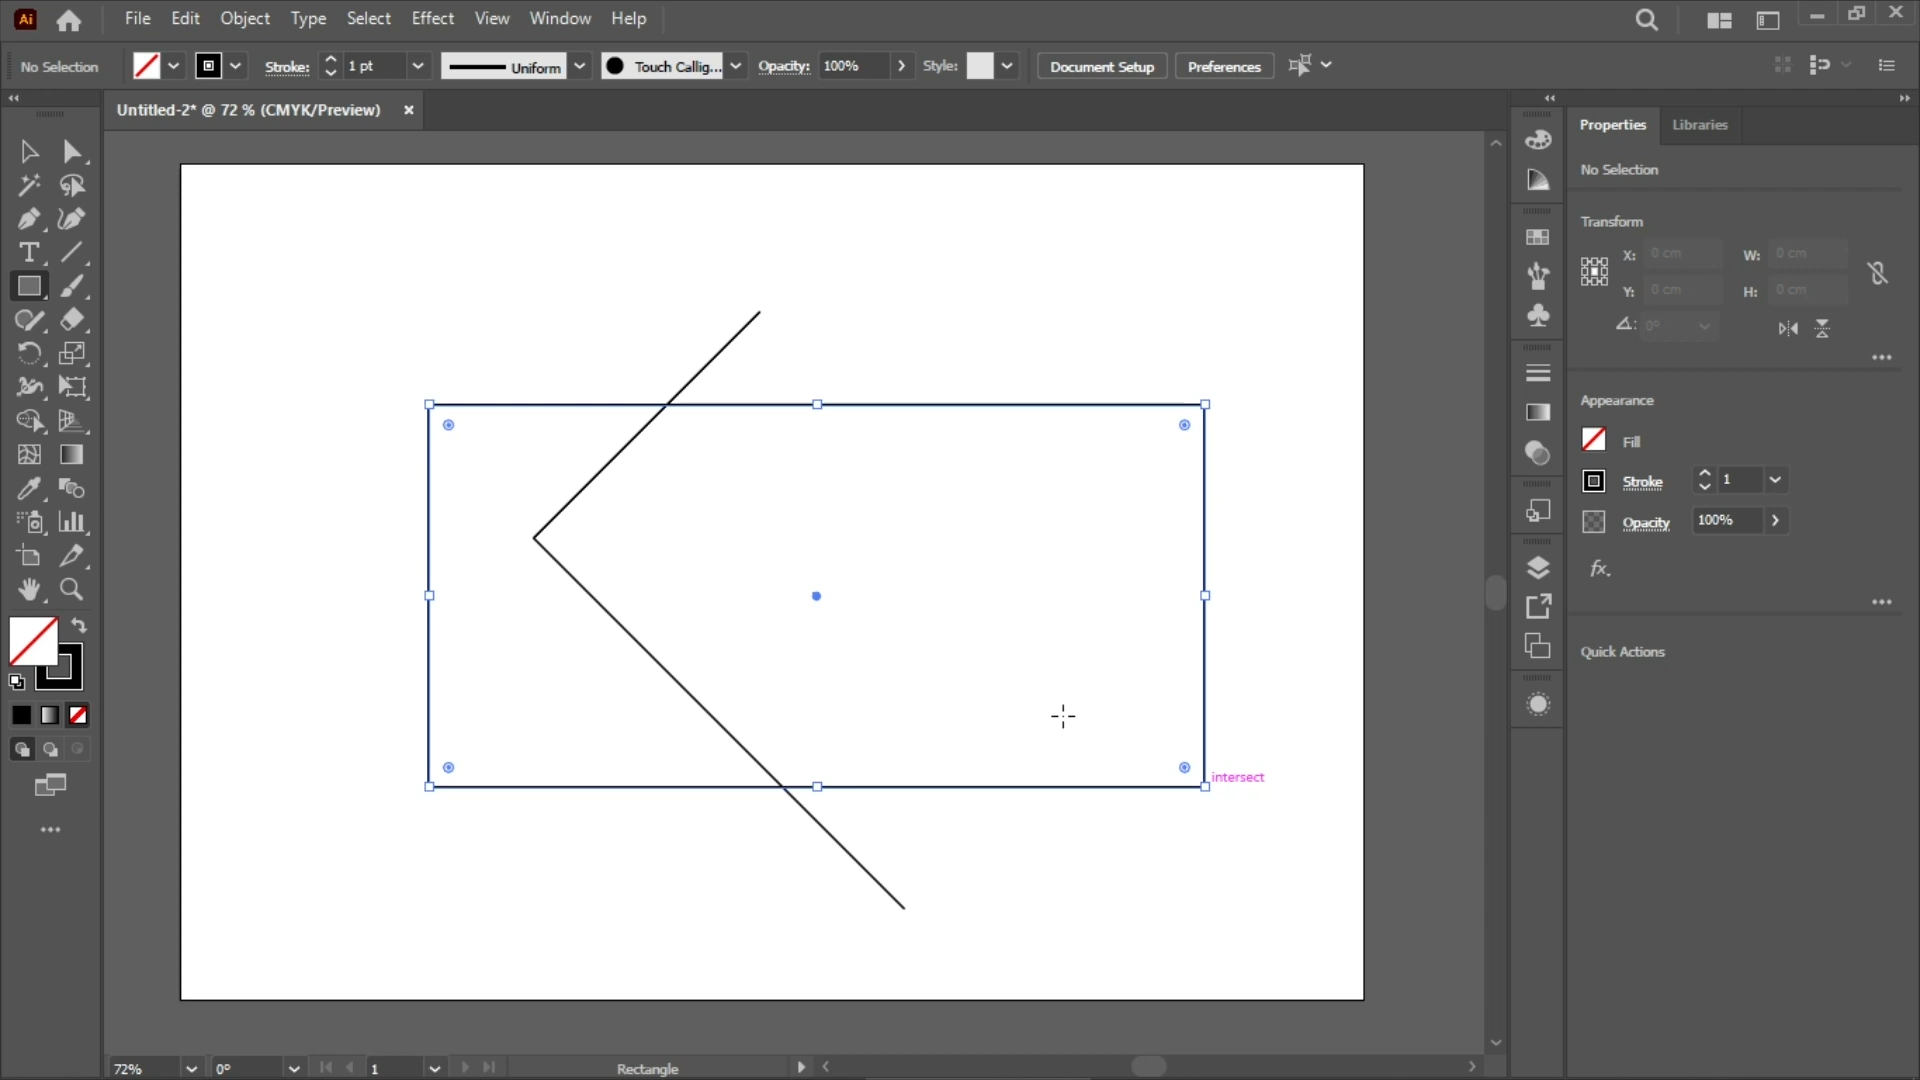 Ai File Edit Object Type Select Effect View Window Help
No Selection Stroke: 1 pt Uniform Touch Callig... Opacity: 100% Style: Document Setup Preferences
Untitled-2* @ 72 % (CMYK/Preview)
Properties Libraries
No Selection
Transform
X: 0 cm W: 0 cm
Y: 0 cm H: 0 cm
0°
Appearance
Fill
Stroke 1
Opacity 100%
fx.
Quick Actions
intersect
72% 0° 1 Rectangle